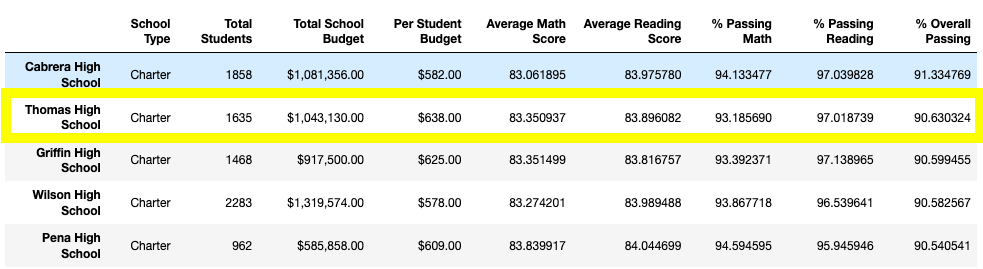 School Type Total Students Total School Budget Per Student Budget Average Math Score Average Reading Score % Passing Math % Passing Reading % Overall Passing
Cabrera High School Charter 1858 $1,081,356.00 $582.00 83.061895 83.975780 94.133477 97.039828 91.334769
Thomas High School Charter 1635 $1,043,130.00 $638.00 83.350937 83.896082 93.185690 97.018739 90.630324
Griffin High School Charter 1468 $917,500.00 $625.00 83.351499 83.816757 93.392371 97.138965 90.599455
Wilson High School Charter 2283 $1,319,574.00 $578.00 83.274201 83.989488 93.867718 96.539641 90.582567
Pena High School Charter 962 $585,858.00 $609.00 83.839917 84.044699 94.594595 95.945946 90.540541